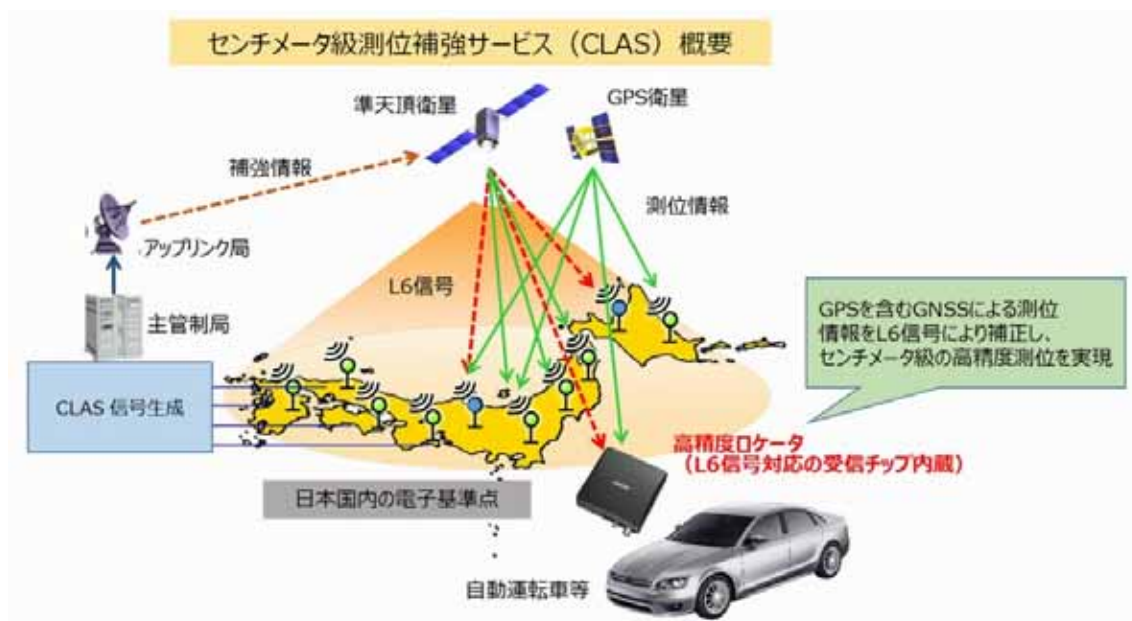 センチメータ級測位補強サービス（CLAS）概要
準天頂衛星
GPS衛星
補強情報
測位情報
アップリンク局
L6信号
主管制局
GPSを含むGNSSによる測位
情報をL6信号により補正し、
センチメータ級の高精度測位を実現
CLAS 信号生成
高精度ロケータ
（L6信号対応の受信チップ内蔵）
日本国内の電子基準点
自動運転車等